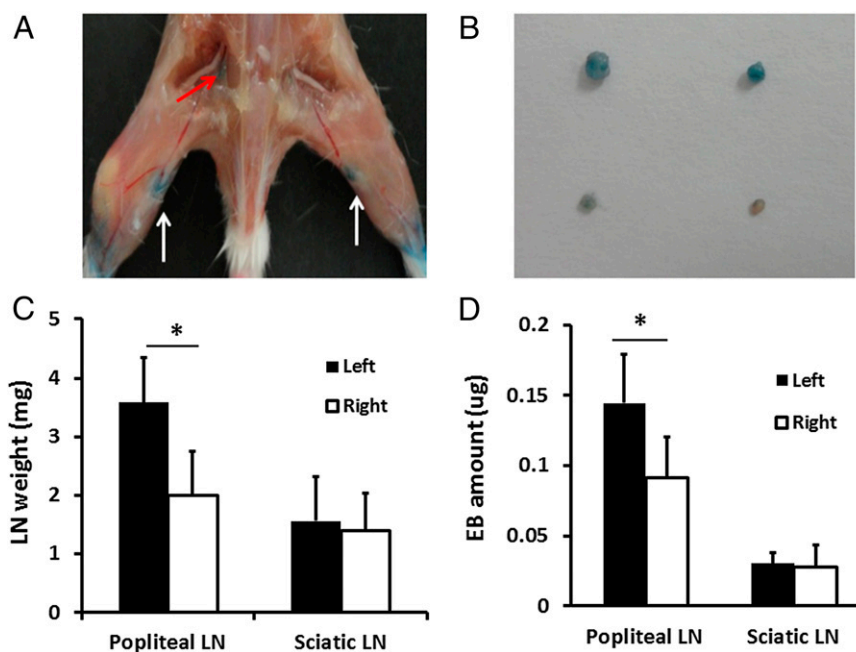 A
B
C
LN weight (mg)
5
4
3
2
1
0
*
Left
Right
Popliteal LN
Sciatic LN
D
EB amount (ug)
0.2
0.15
0.1
0.05
0
*
Left
Right
Popliteal LN
Sciatic LN